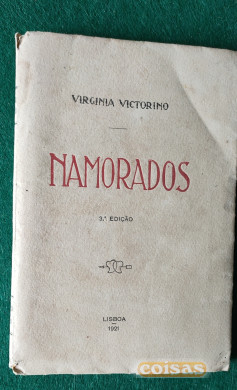 VIRGINIA VICTORINO
NAMORADOS
3.ª EDIÇÃO
LISBOA
1921
coisas